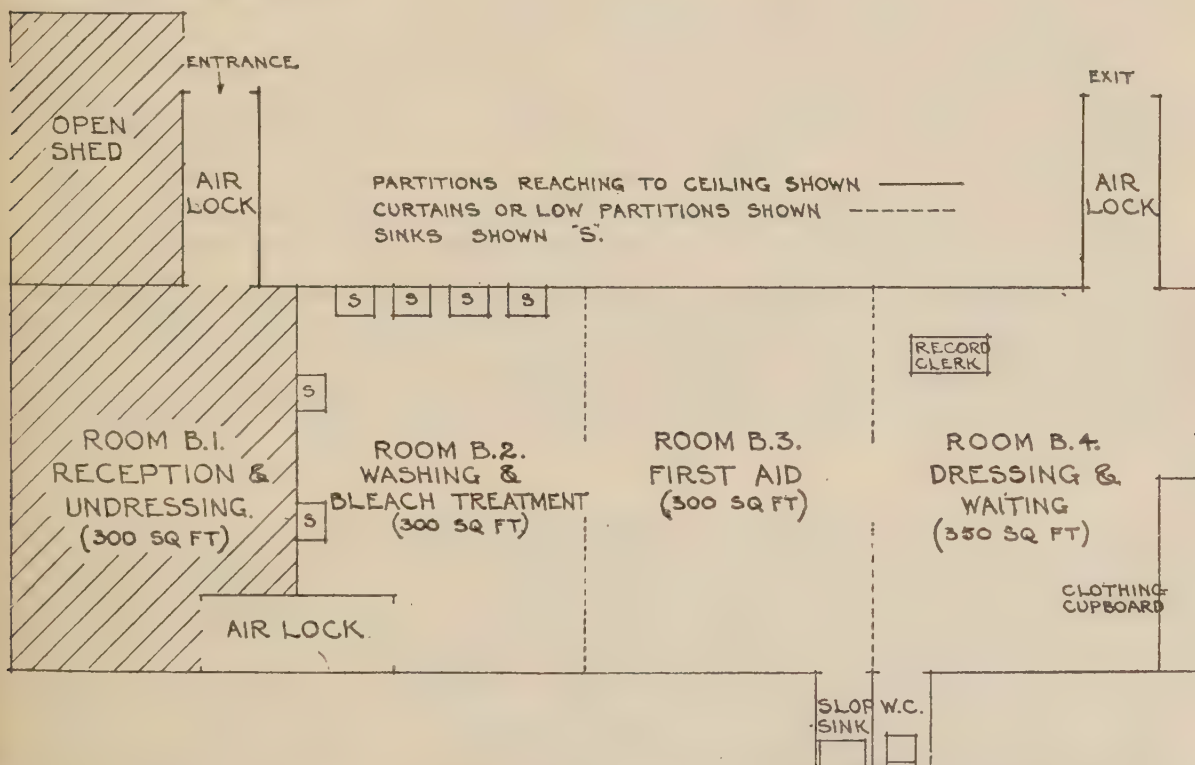 ENTRANCE
EXIT
OPEN
SHED
AIR
LOCK
PARTITIONS REACHING TO CEILING SHOWN
CURTAINS OR LOW PARTITIONS SHOWN
SINKS SHOWN "S".
AIR
LOCK
S S S S
RECORD
CLERK
S
ROOM B.1.
RECEPTION &
UNDRESSING.
(300 SQ FT)
ROOM B.2.
WASHING &
BLEACH TREATMENT
(300 SQ FT)
ROOM B.3.
FIRST AID
(300 SQ FT)
ROOM B.4.
DRESSING &
WAITING
(350 SQ FT)
S
CLOTHING
CUPBOARD
AIR LOCK.
SLOP
SINK
W.C.